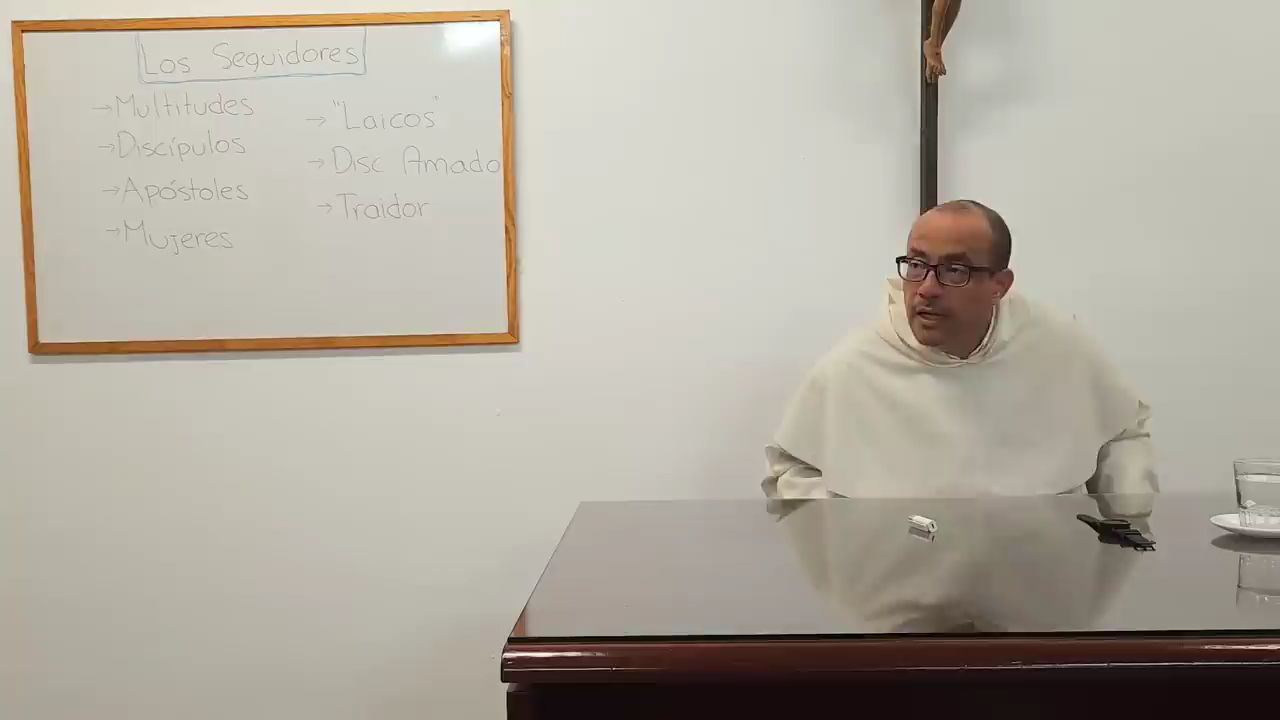 Los Seguidores
→Multitudes
→Discípulos
→Apóstoles
→Mujeres
→"Laicos"
→Disc Amado
→Traidor